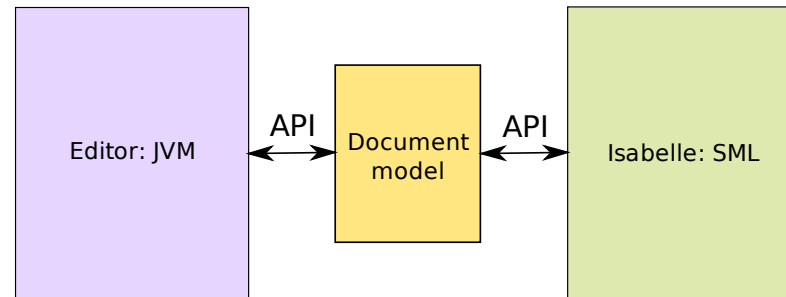 Editor: JVM
API
Document
model
API
Isabelle: SML